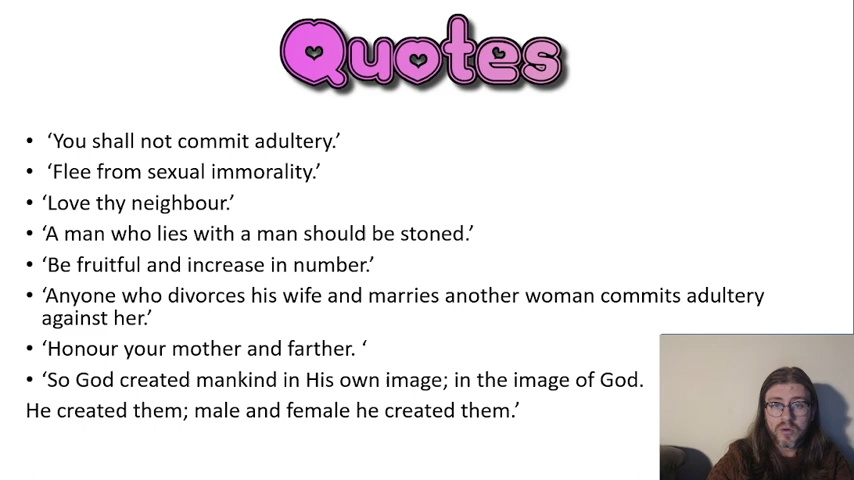 Quotes
• ‘You shall not commit adultery.’
• ‘Flee from sexual immorality.’
• ‘Love thy neighbour.’
• ‘A man who lies with a man should be stoned.’
• ‘Be fruitful and increase in number.’
• ‘Anyone who divorces his wife and marries another woman commits adultery
against her.’
• ‘Honour your mother and farther. ‘
• ‘So God created mankind in His own image; in the image of God.
He created them; male and female he created them.’